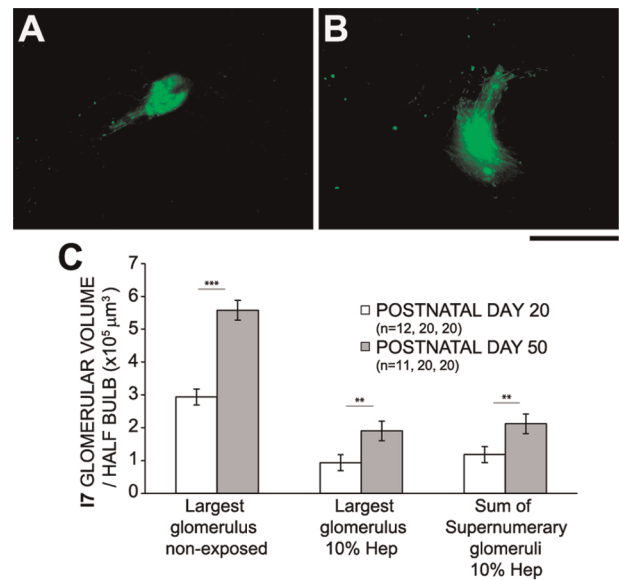 A
B
C
I7 GLOMERULAR VOLUME
/ HALF BULB (x10⁵ µm³)
7
6
5
4
3
2
1
0
***
**
**
POSTNATAL DAY 20
(n=12, 20, 20)
POSTNATAL DAY 50
(n=11, 20, 20)
Largest
glomerulus
non-exposed
Largest
glomerulus
10% Hep
Sum of
Supernumerary
glomeruli
10% Hep